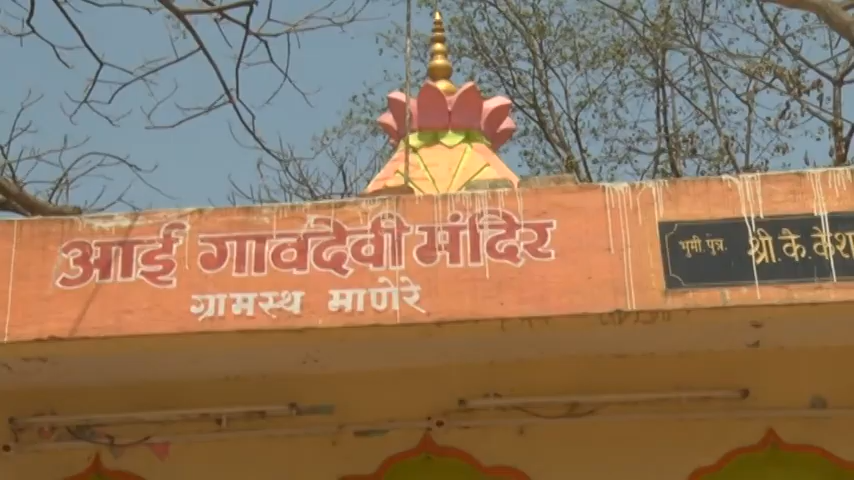 आई गावदेवी मंदिर
ग्रामस्थ माणेरे
भुमी. पुत्र. श्री. के. केश